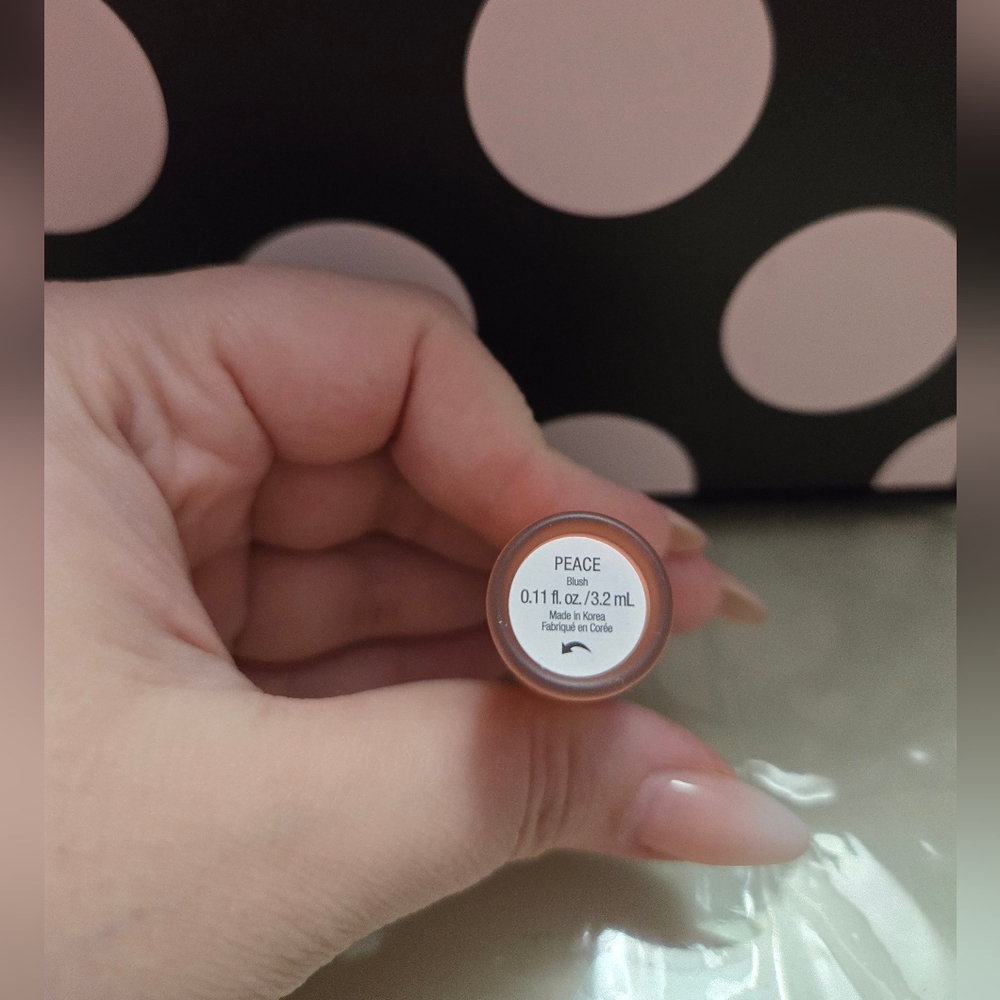 PEACE
Blush
0.11 fl. oz. / 3.2 mL
Made in Korea
Fabriqué en Corée